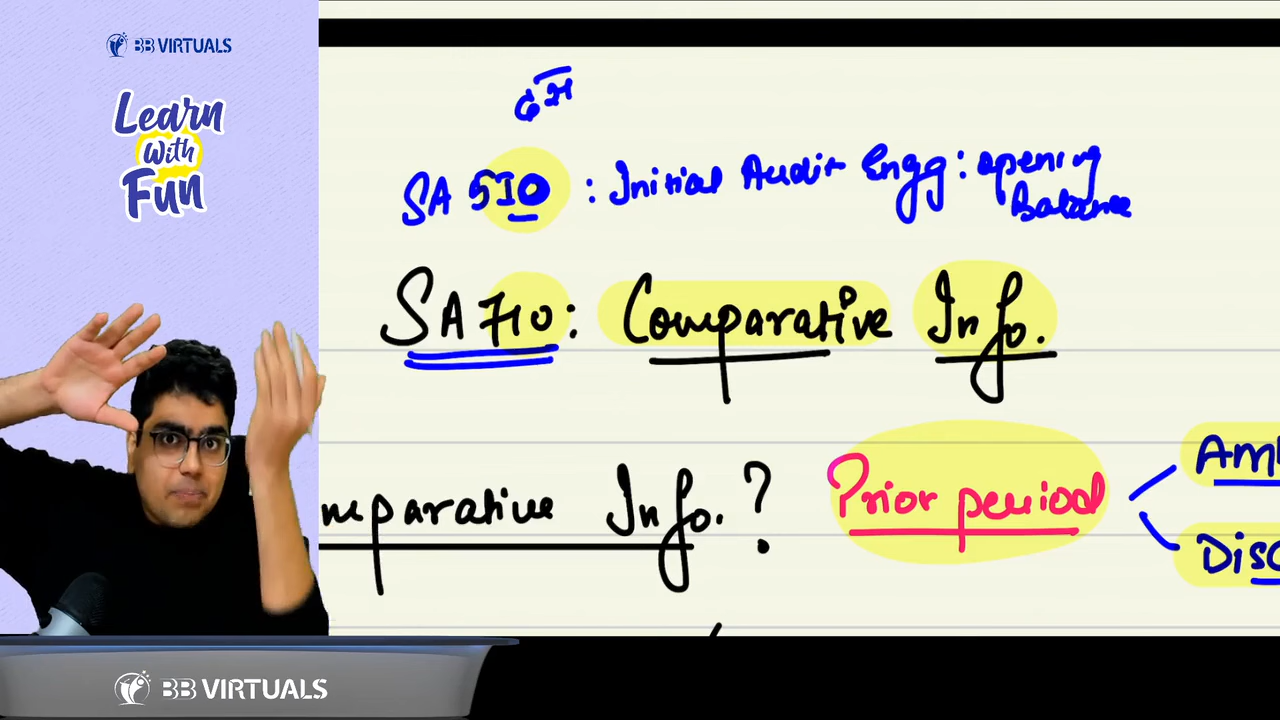 BB VIRTUALS
Learn
With
Fun
SA 510 : Initial Audit Engg : opening
Balance
SA 710 : Comparative Info.
mparative Info. ?
Prior period
Am
Disc
BB VIRTUALS